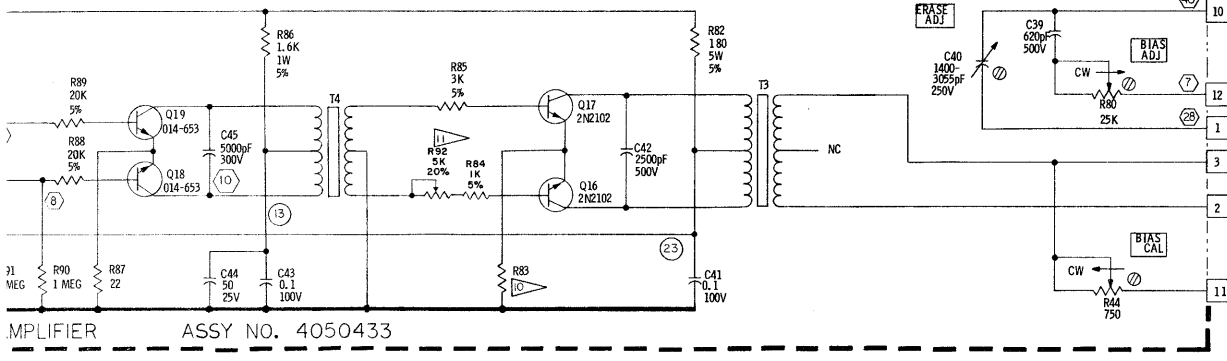 ERASE
ADJ
40
10
R86
1.6K
1W
5%
R82
180
5W
5%
C39
620pF
500V
BIAS
ADJ
C40
1400-
3055pF
250V
CW
7
12
R80
25K
28
1
R89
20K
5%
Q19
014-653
R88
20K
5%
Q18
014-653
8
C45
5000pF
300V
10
T4
R85
3K
5%
11
R92
5K
20%
R84
1K
5%
Q17
2N2102
Q16
2N2102
C42
2500pF
500V
T3
NC
3
2
13
23
BIAS
CAL
91
MEG
R90
1 MEG
R87
22
C44
50
25V
C43
0.1
100V
R83
10
C41
0.1
100V
CW
R44
750
11
MPLIFIER
ASSY NO. 4050433